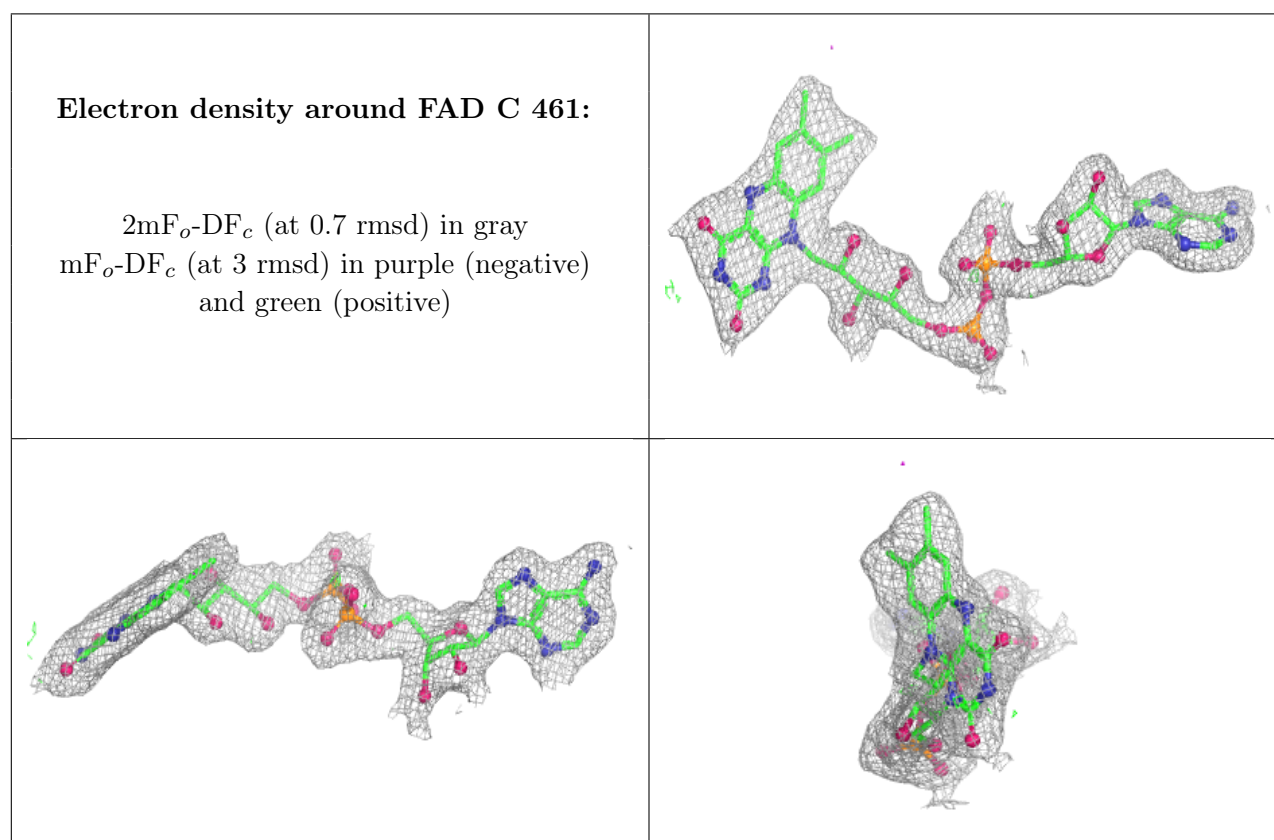 Electron density around FAD C 461:
2mFo-DFc (at 0.7 rmsd) in gray
mFo-DFc (at 3 rmsd) in purple (negative)
and green (positive)